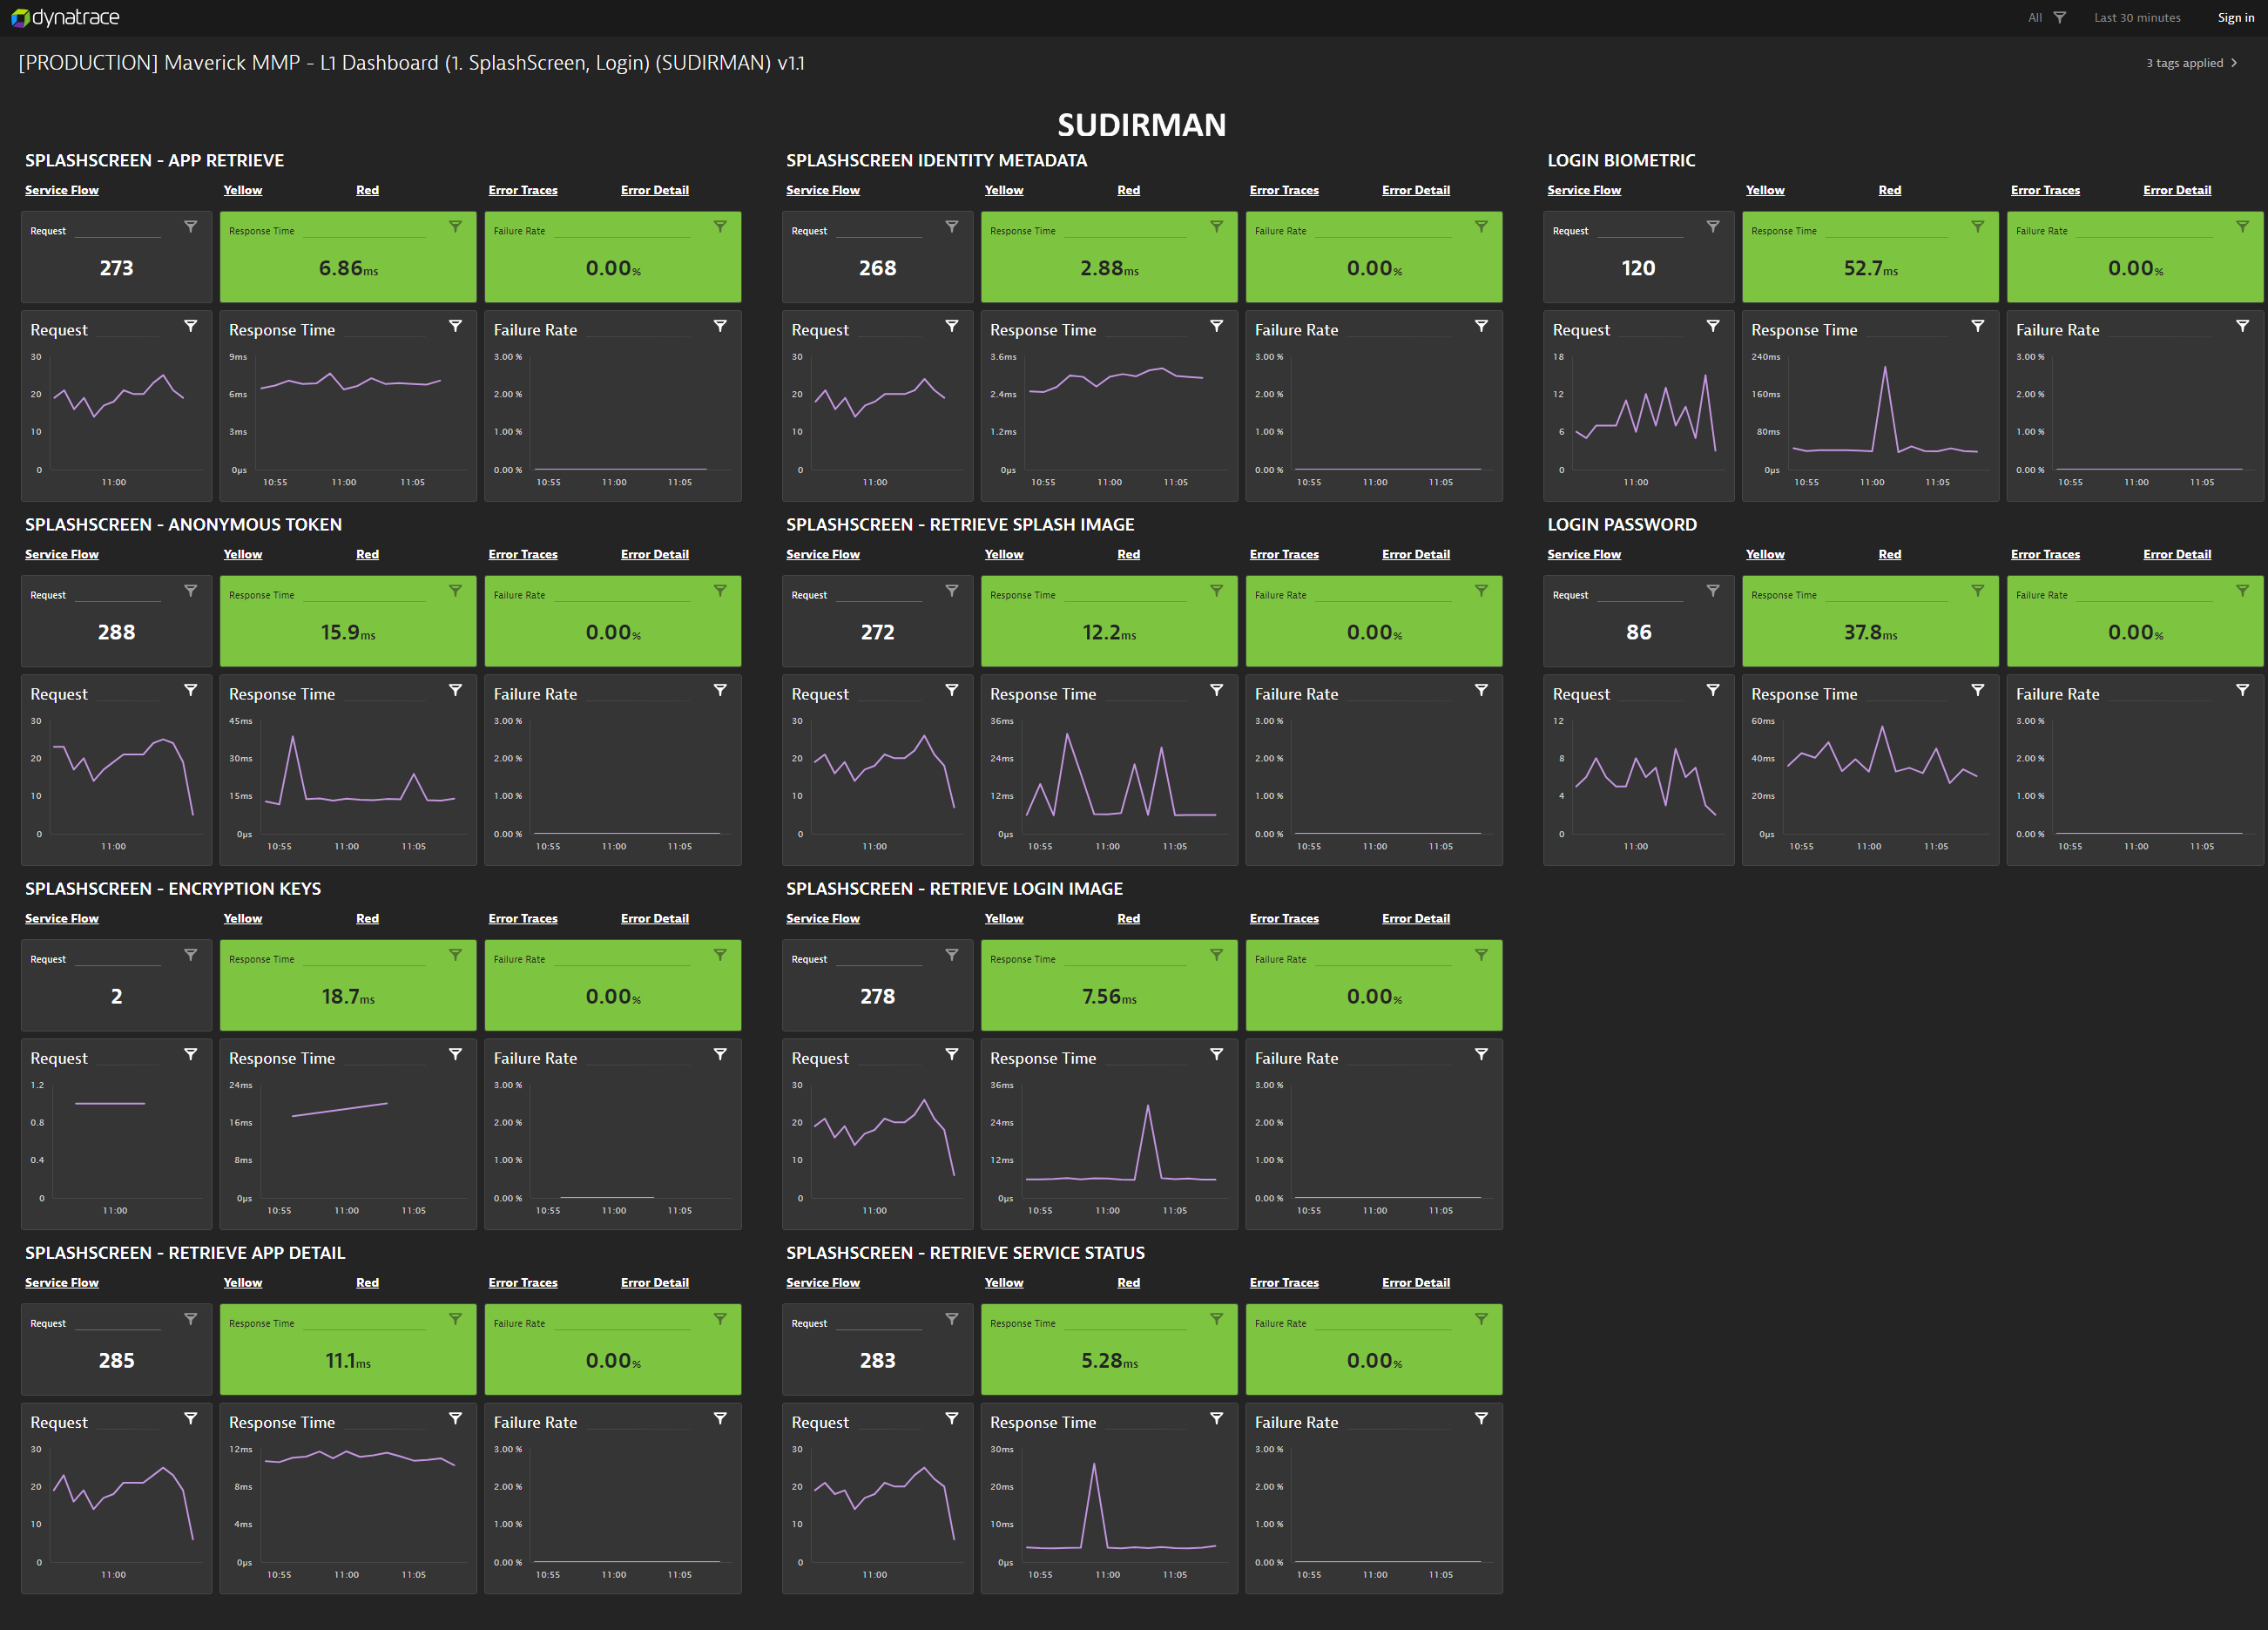 dynatrace
All
Last 30 minutes
Sign in
[PRODUCTION] Maverick MMP - L1 Dashboard (1. SplashScreen, Login) (SUDIRMAN) v1.1
3 tags applied
SUDIRMAN
SPLASHSCREEN - APP RETRIEVE
Service Flow Yellow Red Error Traces Error Detail
Request Response Time Failure Rate
273 6.86ms 0.00%
Request Response Time Failure Rate
30 20 10 0
11:00
9ms 6ms 3ms 0μs
10:55 11:00 11:05
3.00 % 2.00 % 1.00 % 0.00 %
10:55 11:00 11:05
SPLASHSCREEN IDENTITY METADATA
Service Flow Yellow Red Error Traces Error Detail
Request Response Time Failure Rate
268 2.88ms 0.00%
Request Response Time Failure Rate
30 20 10 0
11:00
3.6ms 2.4ms 1.2ms 0μs
10:55 11:00 11:05
3.00 % 2.00 % 1.00 % 0.00 %
10:55 11:00 11:05
LOGIN BIOMETRIC
Service Flow Yellow Red Error Traces Error Detail
Request Response Time Failure Rate
120 52.7ms 0.00%
Request Response Time Failure Rate
18 12 6 0
11:00
240ms 160ms 80ms 0μs
10:55 11:00 11:05
3.00 % 2.00 % 1.00 % 0.00 %
10:55 11:00 11:05
SPLASHSCREEN - ANONYMOUS TOKEN
Service Flow Yellow Red Error Traces Error Detail
Request Response Time Failure Rate
288 15.9ms 0.00%
Request Response Time Failure Rate
30 20 10 0
11:00
45ms 30ms 15ms 0μs
10:55 11:00 11:05
3.00 % 2.00 % 1.00 % 0.00 %
10:55 11:00 11:05
SPLASHSCREEN - RETRIEVE SPLASH IMAGE
Service Flow Yellow Red Error Traces Error Detail
Request Response Time Failure Rate
272 12.2ms 0.00%
Request Response Time Failure Rate
30 20 10 0
11:00
36ms 24ms 12ms 0μs
10:55 11:00 11:05
3.00 % 2.00 % 1.00 % 0.00 %
10:55 11:00 11:05
LOGIN PASSWORD
Service Flow Yellow Red Error Traces Error Detail
Request Response Time Failure Rate
86 37.8ms 0.00%
Request Response Time Failure Rate
12 8 4 0
11:00
60ms 40ms 20ms 0μs
10:55 11:00 11:05
3.00 % 2.00 % 1.00 % 0.00 %
10:55 11:00 11:05
SPLASHSCREEN - ENCRYPTION KEYS
Service Flow Yellow Red Error Traces Error Detail
Request Response Time Failure Rate
2 18.7ms 0.00%
Request Response Time Failure Rate
1.2 0.8 0.4 0
11:00
24ms 16ms 8ms 0μs
10:55 11:00 11:05
3.00 % 2.00 % 1.00 % 0.00 %
10:55 11:00 11:05
SPLASHSCREEN - RETRIEVE LOGIN IMAGE
Service Flow Yellow Red Error Traces Error Detail
Request Response Time Failure Rate
278 7.56ms 0.00%
Request Response Time Failure Rate
30 20 10 0
11:00
36ms 24ms 12ms 0μs
10:55 11:00 11:05
3.00 % 2.00 % 1.00 % 0.00 %
10:55 11:00 11:05
SPLASHSCREEN - RETRIEVE APP DETAIL
Service Flow Yellow Red Error Traces Error Detail
Request Response Time Failure Rate
285 11.1ms 0.00%
Request Response Time Failure Rate
30 20 10 0
11:00
12ms 8ms 4ms 0μs
10:55 11:00 11:05
3.00 % 2.00 % 1.00 % 0.00 %
10:55 11:00 11:05
SPLASHSCREEN - RETRIEVE SERVICE STATUS
Service Flow Yellow Red Error Traces Error Detail
Request Response Time Failure Rate
283 5.28ms 0.00%
Request Response Time Failure Rate
30 20 10 0
11:00
30ms 20ms 10ms 0μs
10:55 11:00 11:05
3.00 % 2.00 % 1.00 % 0.00 %
10:55 11:00 11:05